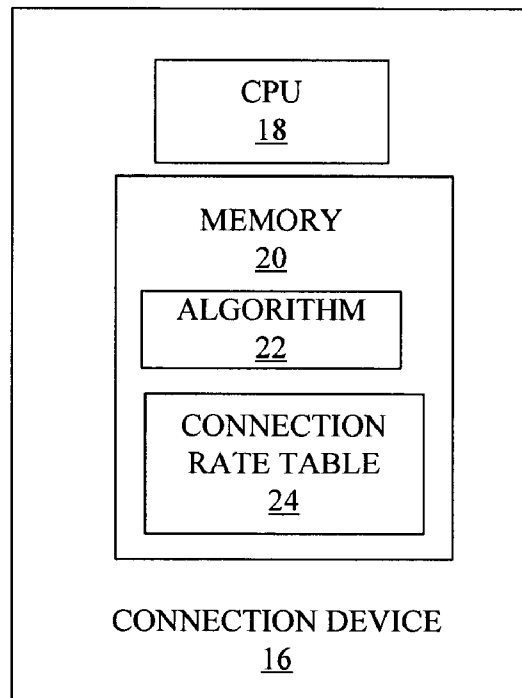 CPU
18
MEMORY
20
ALGORITHM
22
CONNECTION
RATE TABLE
24
CONNECTION DEVICE
16